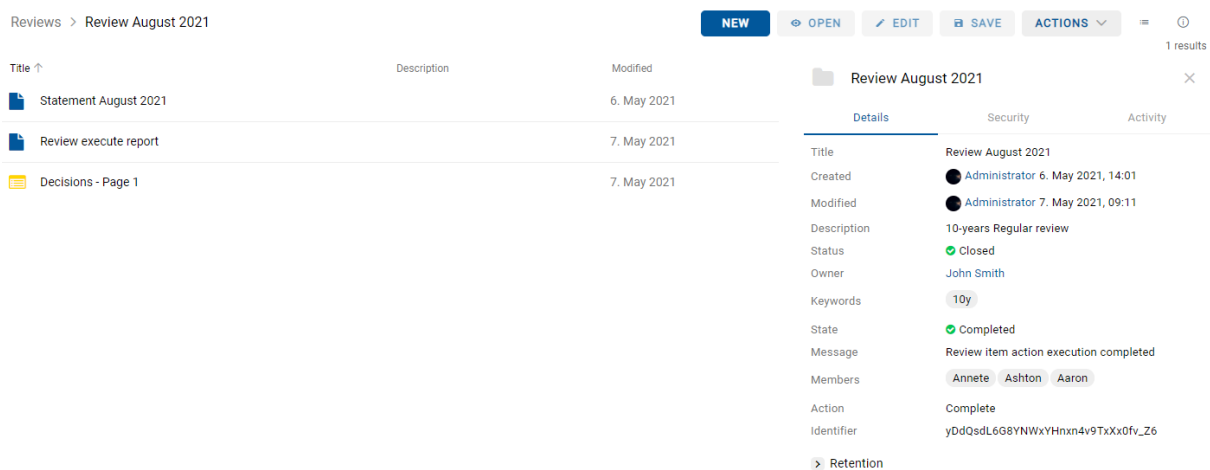 Reviews > Review August 2021
NEW OPEN EDIT SAVE ACTIONS
1 results
Title Description Modified
Statement August 2021 6. May 2021
Review execute report 7. May 2021
Decisions - Page 1 7. May 2021
Review August 2021
Details Security Activity
Title Review August 2021
Created Administrator 6. May 2021, 14:01
Modified Administrator 7. May 2021, 09:11
Description 10-years Regular review
Status Closed
Owner John Smith
Keywords 10y
State Completed
Message Review item action execution completed
Members Annete Ashton Aaron
Action Complete
Identifier yDdQsdL6G8YNWxYHnxn4v9TxXx0fv_Z6
> Retention